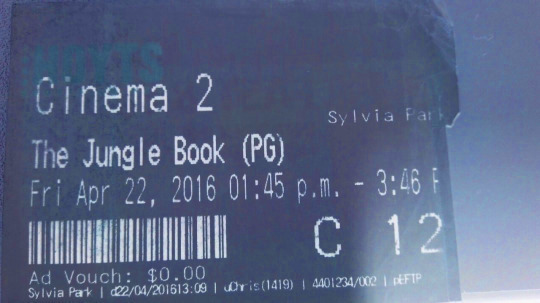 HOYTS
Cinema 2
Sylvia Park
The Jungle Book (PG)
Fri Apr 22, 2016 01:45 p.m. - 3:46 P
C 12
Ad Vouch: $0.00
Sylvia Park | d22/04/201613:09 | uChris(1419) | 4401234/002 | pEFTP